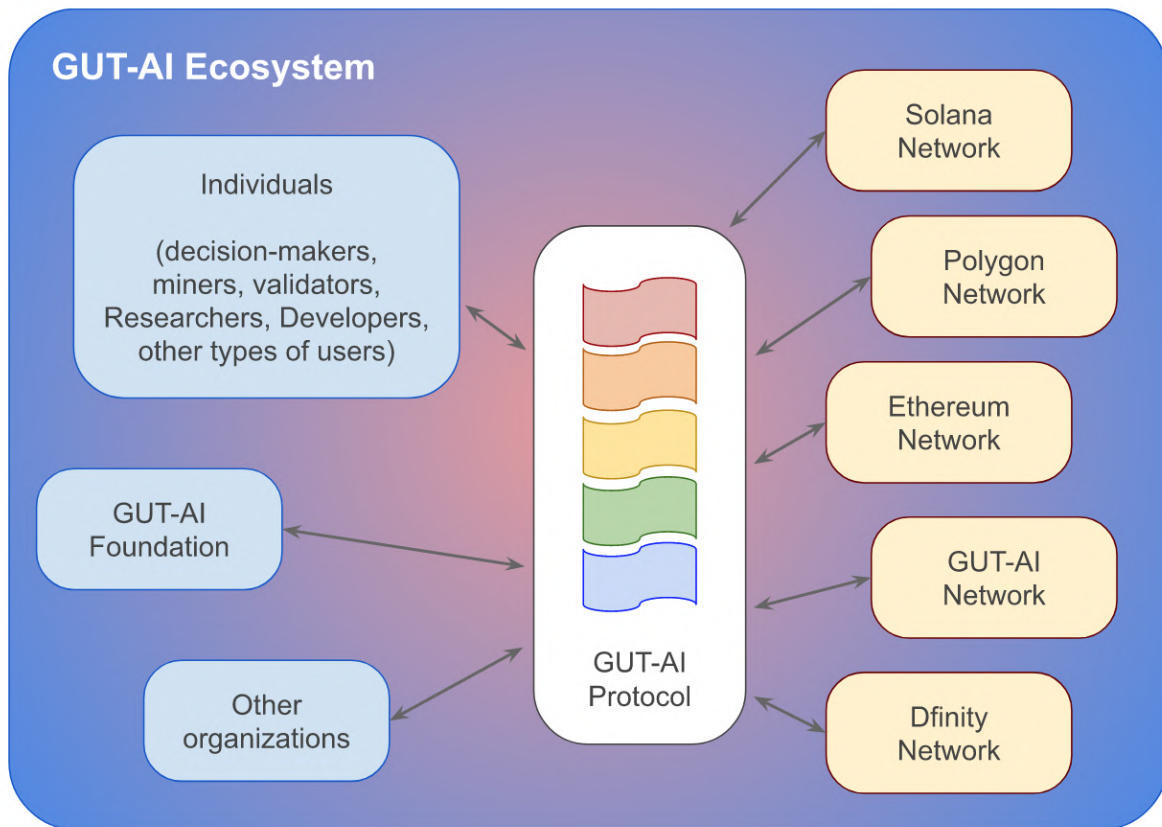 GUT-AI Ecosystem
Individuals
(decision-makers,
miners, validators,
Researchers, Developers,
other types of users)
GUT-AI
Foundation
Other
organizations
GUT-AI
Protocol
Solana
Network
Polygon
Network
Ethereum
Network
GUT-AI
Network
Dfinity
Network